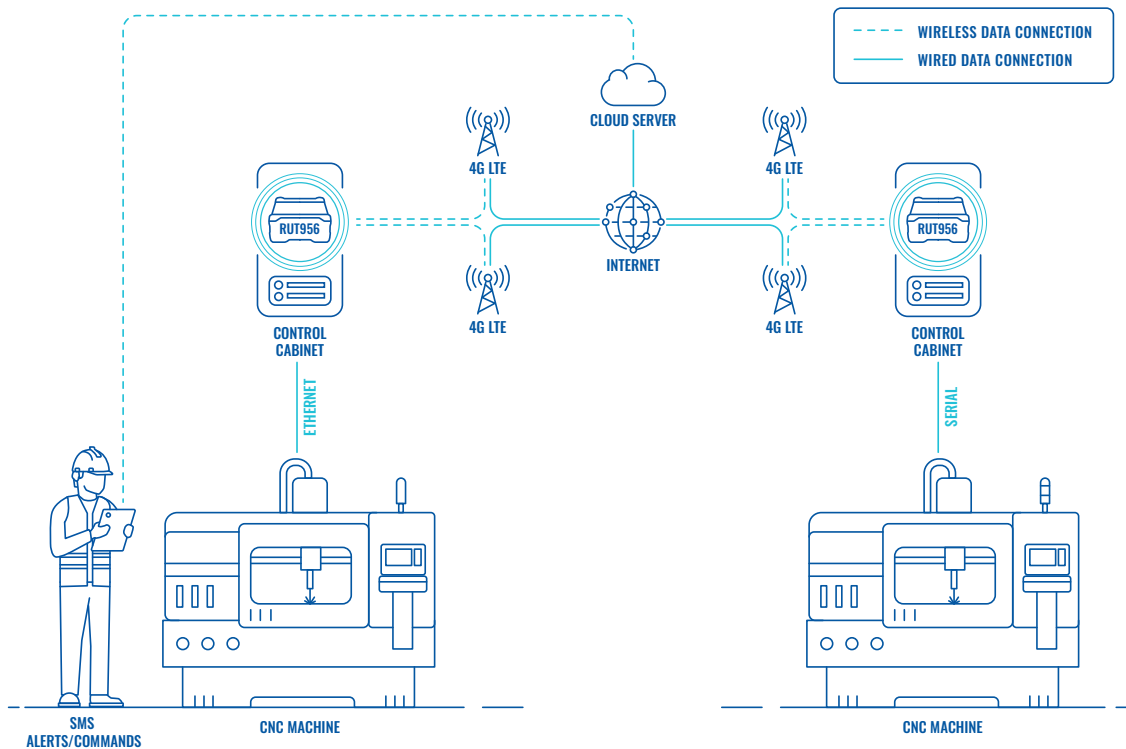 WIRELESS DATA CONNECTION
WIRED DATA CONNECTION
CLOUD SERVER
4G LTE
4G LTE
RUT956
RUT956
INTERNET
4G LTE
4G LTE
CONTROL
CABINET
CONTROL
CABINET
ETHERNET
SERIAL
SMS
ALERTS/COMMANDS
CNC MACHINE
CNC MACHINE